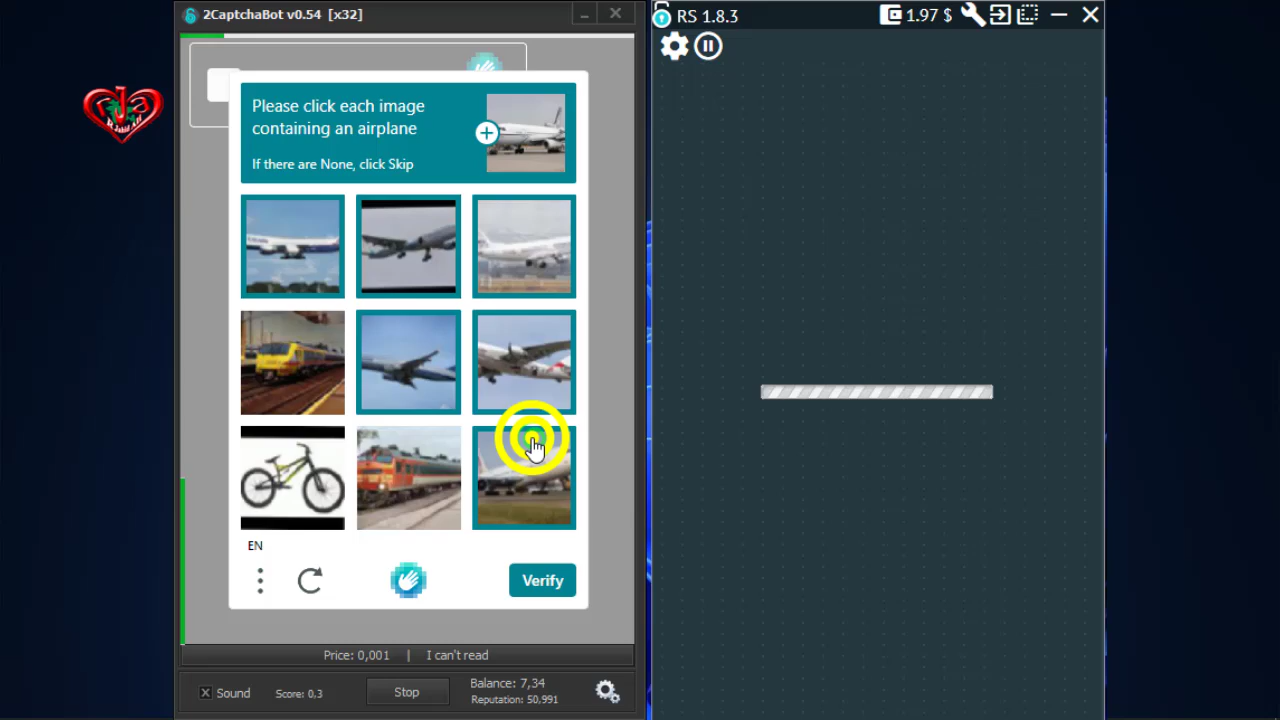 2CaptchaBot v0.54 [x32]
RS 1.8.3
1.97 $
Please click each image
containing an airplane
If there are None, click Skip
EN
Verify
Price: 0,001 | I can't read
Sound
Score: 0,3
Stop
Balance: 7,34
Reputation: 50,991